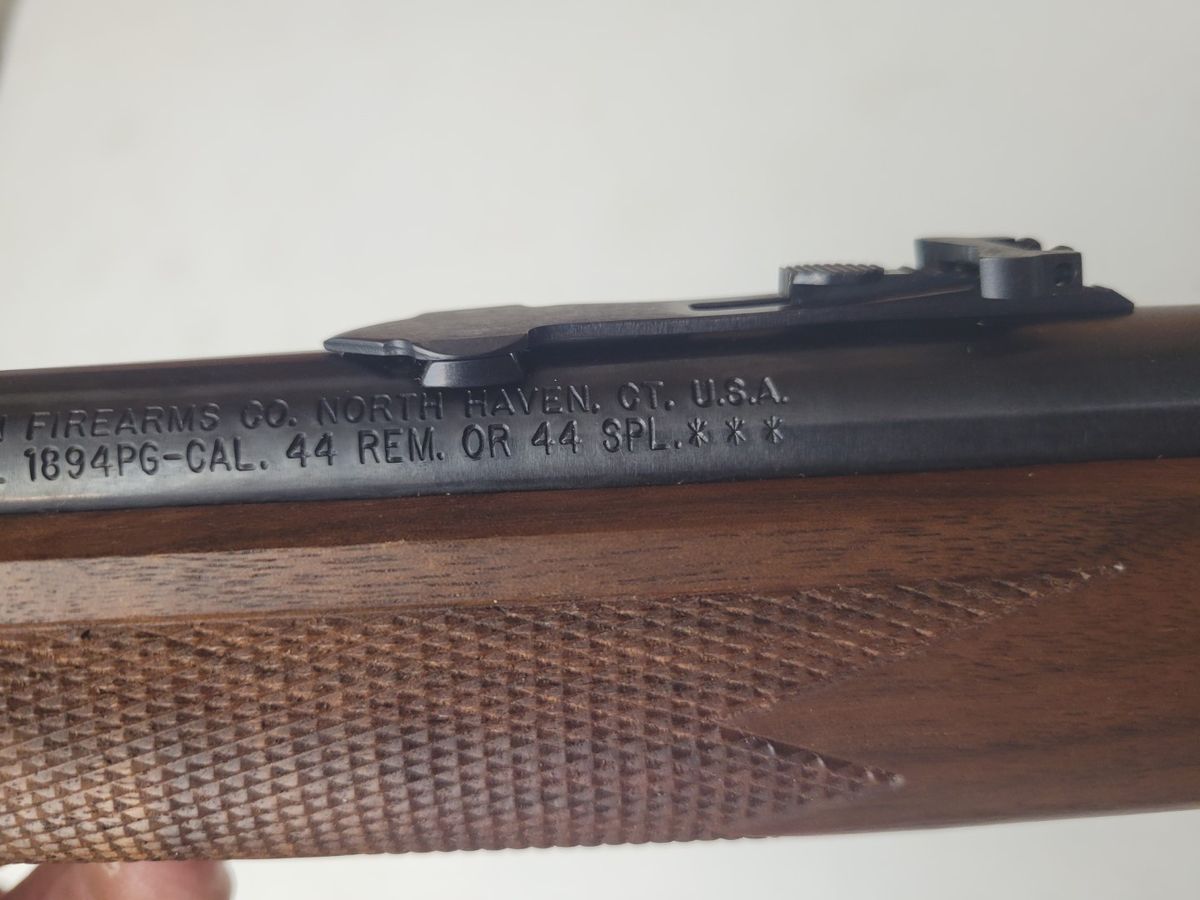 FIREARMS CO. NORTH HAVEN, CT. U.S.A.
1894PG-CAL. 44 REM. OR 44 SPL.***